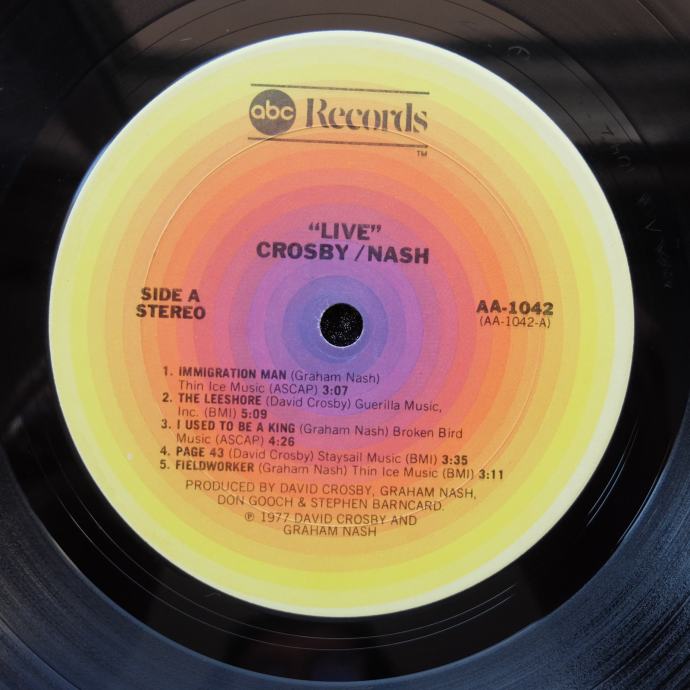 abc Records
TM
"LIVE"
CROSBY/NASH
SIDE A
STEREO
AA-1042
(AA-1042-A)
1. IMMIGRATION MAN (Graham Nash)
Thin Ice Music (ASCAP) 3:07
2. THE LEESHORE (David Crosby) Guerilla Music,
Inc. (BMI) 5:09
3. I USED TO BE A KING (Graham Nash) Broken Bird
Music (ASCAP) 4:26
4. PAGE 43 (David Crosby) Staysail Music (BMI) 3:35
5. FIELDWORKER (Graham Nash) Thin Ice Music (BMI) 3:11
PRODUCED BY DAVID CROSBY, GRAHAM NASH,
DON GOOCH & STEPHEN BARNCARD.
℗ 1977 DAVID CROSBY AND
GRAHAM NASH